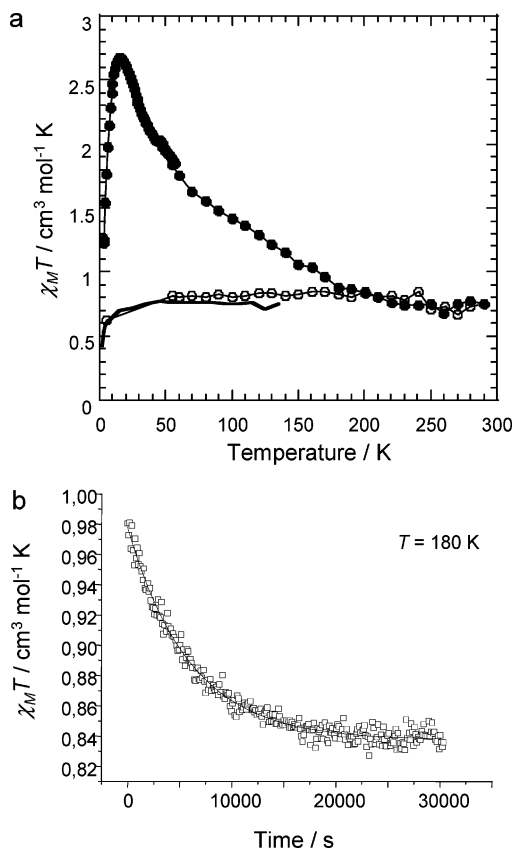 a
3
2.5
2
1.5
1
0.5
0
0 50 100 150 200 250 300
χMT / cm³ mol⁻¹ K
Temperature / K
b
1,00
0,98
0,96
0,94
0,92
0,90
0,88
0,86
0,84
0,82
T = 180 K
0 10000 20000 30000
χMT / cm³ mol⁻¹ K
Time / s